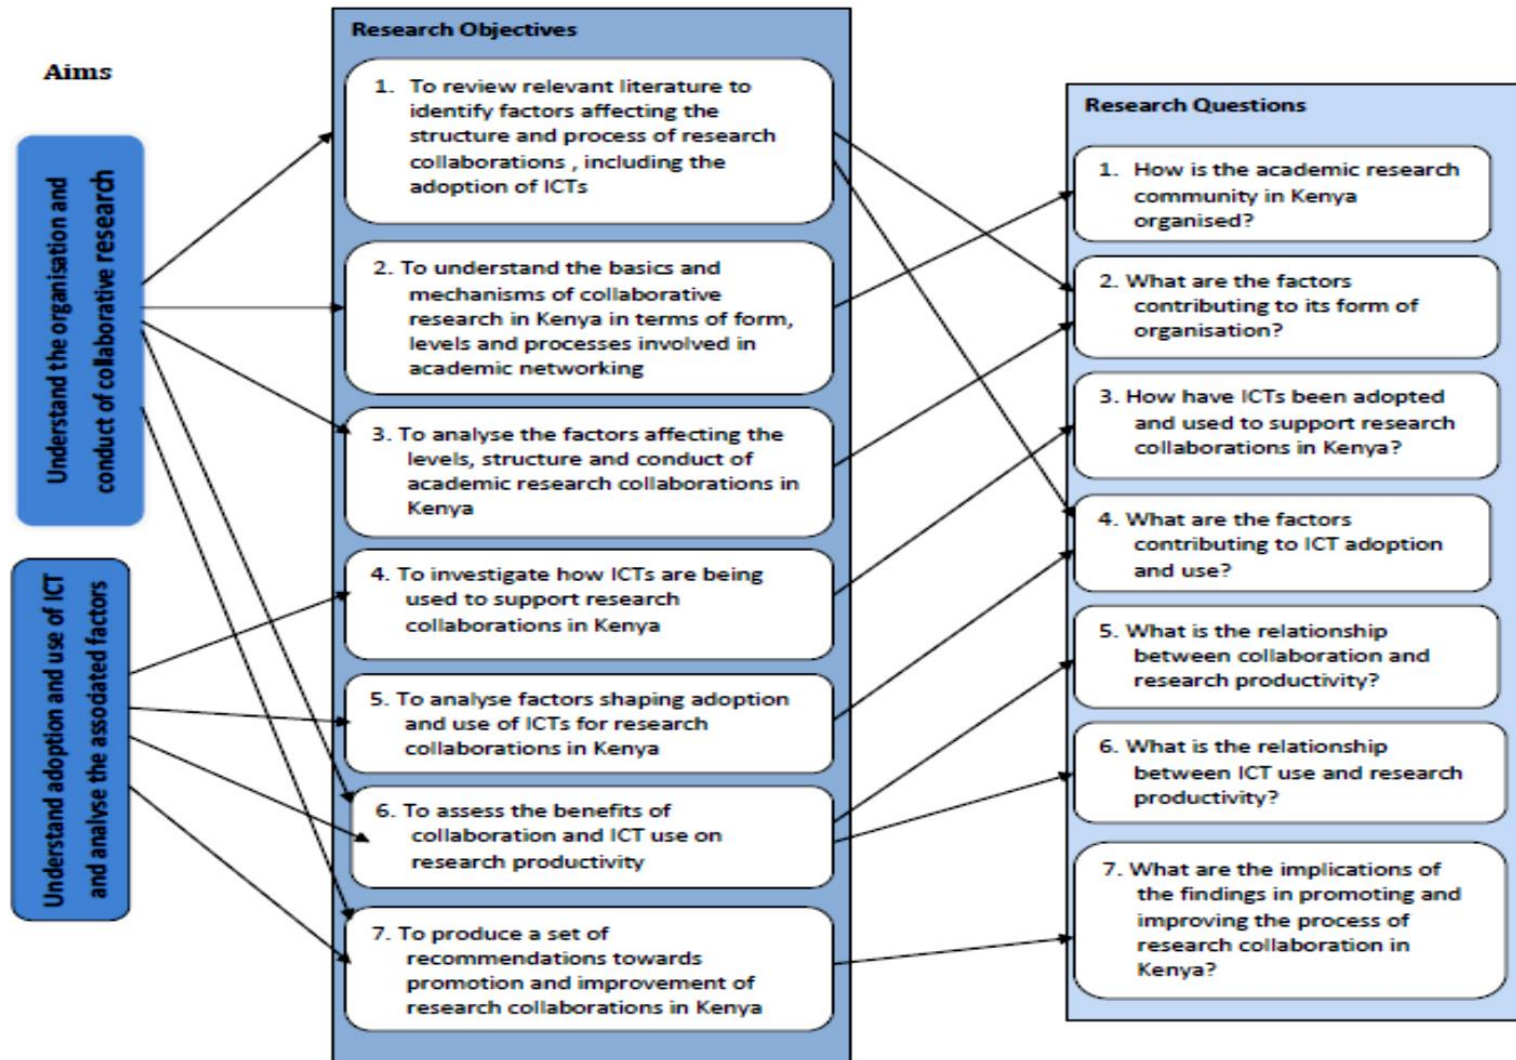 Aims
Understand the organisation and
conduct of collaborative research
Understand adoption and use of ICT
and analyse the associated factors
Research Objectives
1. To review relevant literature to
identify factors affecting the
structure and process of research
collaborations , including the
adoption of ICTs
2. To understand the basics and
mechanisms of collaborative
research in Kenya in terms of form,
levels and processes involved in
academic networking
3. To analyse the factors affecting the
levels, structure and conduct of
academic research collaborations in
Kenya
4. To investigate how ICTs are being
used to support research
collaborations in Kenya
5. To analyse factors shaping adoption
and use of ICTs for research
collaborations in Kenya
6. To assess the benefits of
collaboration and ICT use on
research productivity
7. To produce a set of
recommendations towards
promotion and improvement of
research collaborations in Kenya
Research Questions
1. How is the academic research
community in Kenya
organised?
2. What are the factors
contributing to its form of
organisation?
3. How have ICTs been adopted
and used to support research
collaborations in Kenya?
4. What are the factors
contributing to ICT adoption
and use?
5. What is the relationship
between collaboration and
research productivity?
6. What is the relationship
between ICT use and research
productivity?
7. What are the implications of
the findings in promoting and
improving the process of
research collaboration in
Kenya?